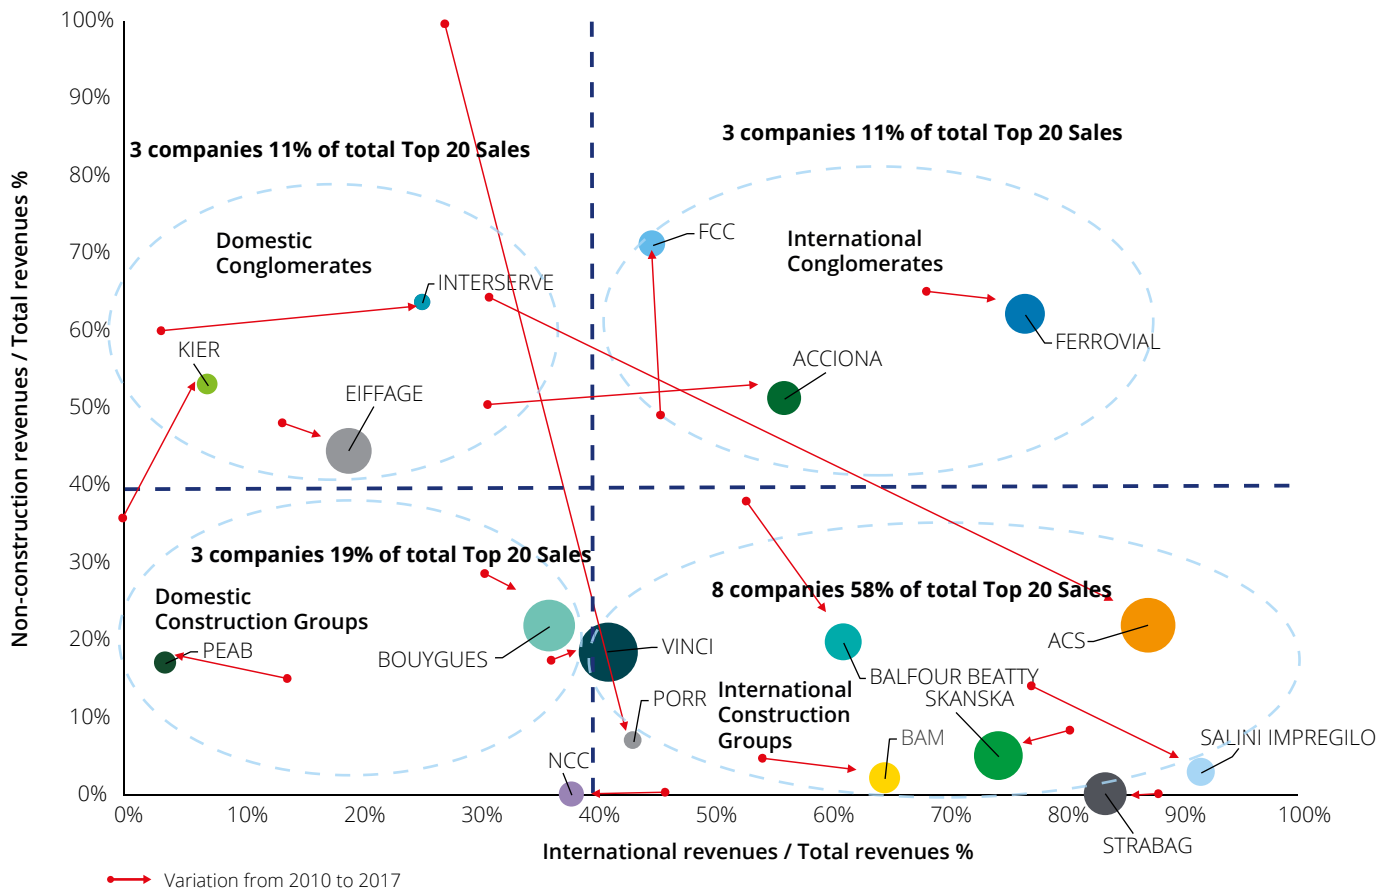 100%
90%
80%
70%
60%
50%
40%
30%
20%
10%
0%
Non-construction revenues / Total revenues %
3 companies 11% of total Top 20 Sales
3 companies 11% of total Top 20 Sales
Domestic
Conglomerates
International
Conglomerates
FCC
INTERSERVE
FERROVIAL
KIER
ACCIONA
EIFFAGE
3 companies 19% of total Top 20 Sales
8 companies 58% of total Top 20 Sales
Domestic
Construction Groups
PEAB
BOUYGUES
VINCI
ACS
BALFOUR BEATTY
SKANSKA
PORR
International
Construction
Groups
BAM
SALINI IMPREGILO
NCC
STRABAG
0%
10%
20%
30%
40%
50%
60%
70%
80%
90%
100%
International revenues / Total revenues %
Variation from 2010 to 2017